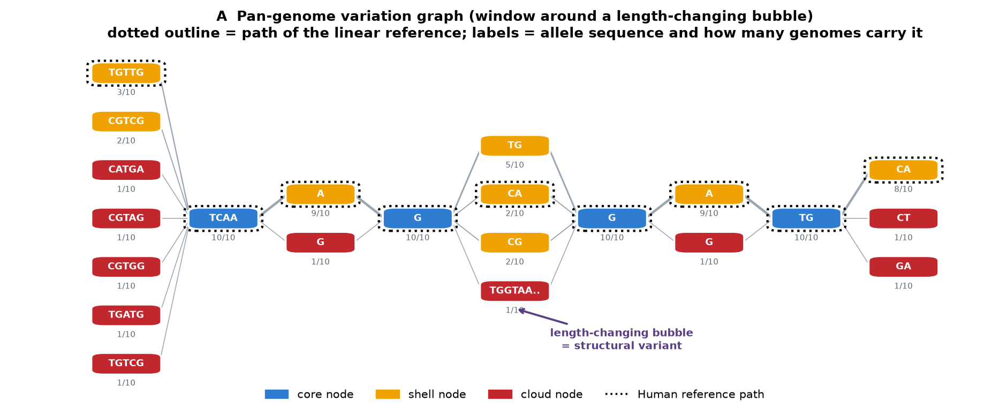 A  Pan-genome variation graph (window around a length-changing bubble)
dotted outline = path of the linear reference; labels = allele sequence and how many genomes carry it
TGTTG
3/10
CGTCG
2/10
CATGA
1/10
CGTAG
1/10
CGTGG
1/10
TGATG
1/10
TGTCG
1/10
TCAA
10/10
A
9/10
G
1/10
G
10/10
TG
5/10
CA
2/10
CG
2/10
TGGTAA..
1/10
length-changing bubble
= structural variant
G
10/10
A
9/10
G
1/10
TG
10/10
CA
8/10
CT
1/10
GA
1/10
core node
shell node
cloud node
Human reference path